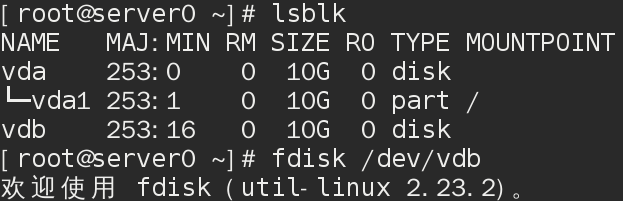 [root@server0 ~]# lsblk
NAME   MAJ:MIN RM SIZE RO TYPE MOUNTPOINT
vda    253:0    0  10G  0 disk
└─vda1 253:1    0  10G  0 part /
vdb    253:16   0  10G  0 disk
[root@server0 ~]# fdisk /dev/vdb
欢迎使用 fdisk (util-linux 2.23.2)。